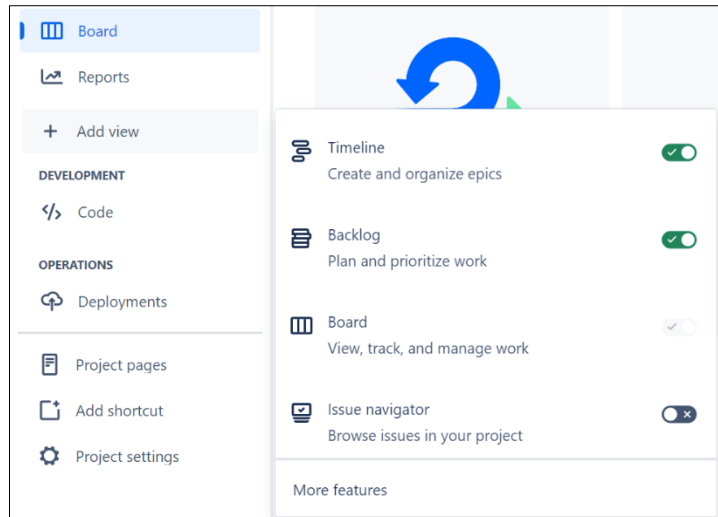 Board
Reports
Add view
DEVELOPMENT
Code
OPERATIONS
Deployments
Project pages
Add shortcut
Project settings
Timeline
Create and organize epics
Backlog
Plan and prioritize work
Board
View, track, and manage work
Issue navigator
Browse issues in your project
More features